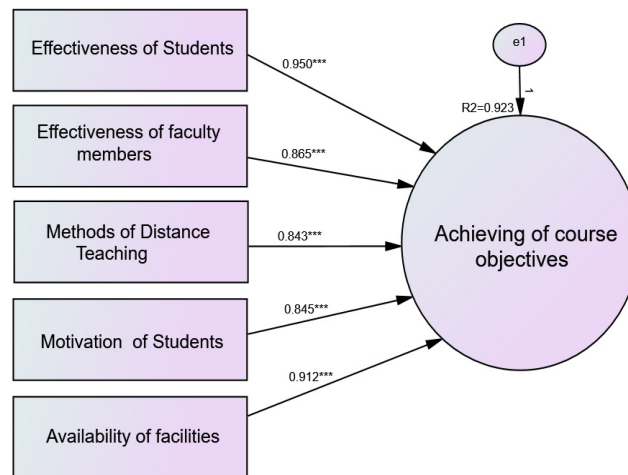 Effectiveness of Students
0.950***
e1
1
R2=0.923
Effectiveness of faculty
members
0.865***
Methods of Distance
Teaching
0.843***
Achieving of course
objectives
Motivation of Students
0.845***
Availability of facilities
0.912***